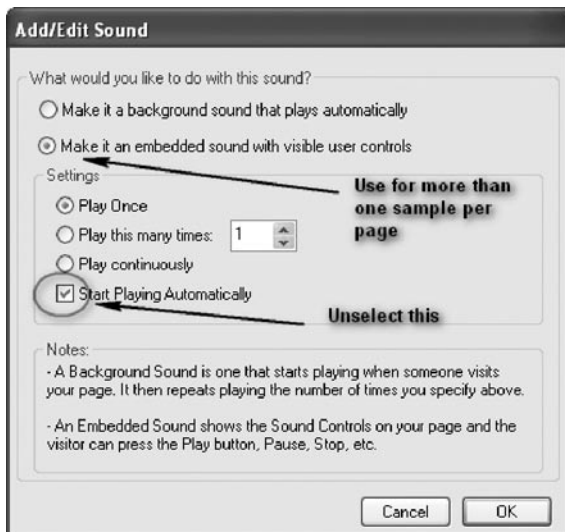 Add/Edit Sound
What would you like to do with this sound?
Make it a background sound that plays automatically
Make it an embedded sound with visible user controls
Settings
Use for more than
one sample per
page
Play Once
Play this many times: 1
Play continuously
Start Playing Automatically
Unselect this
Notes:
- A Background Sound is one that starts playing when someone visits
your page. It then repeats playing the number of times you specify above.
- An Embedded Sound shows the Sound Controls on your page and the
visitor can press the Play button, Pause, Stop, etc.
Cancel OK